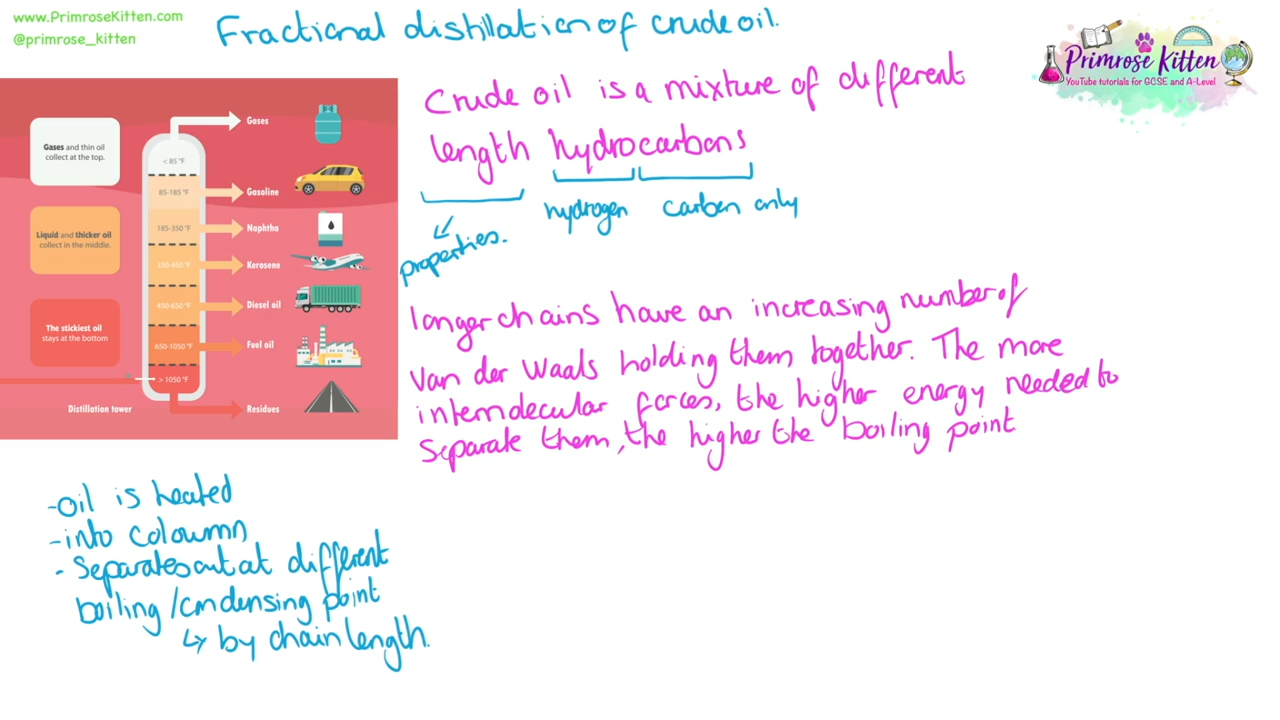 www.PrimroseKitten.com
@primrose_kitten
Fractional distillation of crude oil.
Primrose Kitten
YouTube tutorials for GCSE and A-Level
Crude oil is a mixture of different
length hydrocarbons
hydrogen carbon only
properties.
Gases and thin oil
collect at the top.
Liquid and thicker oil
collect in the middle.
The stickiest oil
stays at the bottom
Distillation tower
< 85 °F
85-185 °F
185-350 °F
350-450 °F
450-650 °F
650-1050 °F
> 1050 °F
Gases
Gasoline
Naphtha
Kerosene
Diesel oil
Fuel oil
Residues
longer chains have an increasing number of
Van der Waals holding them together. The more
intermolecular forces, the higher energy needed to
separate them, the higher the boiling point
- Oil is heated
- into coloumn
- Separates out at different
boiling / condensing point
↳ by chain length.